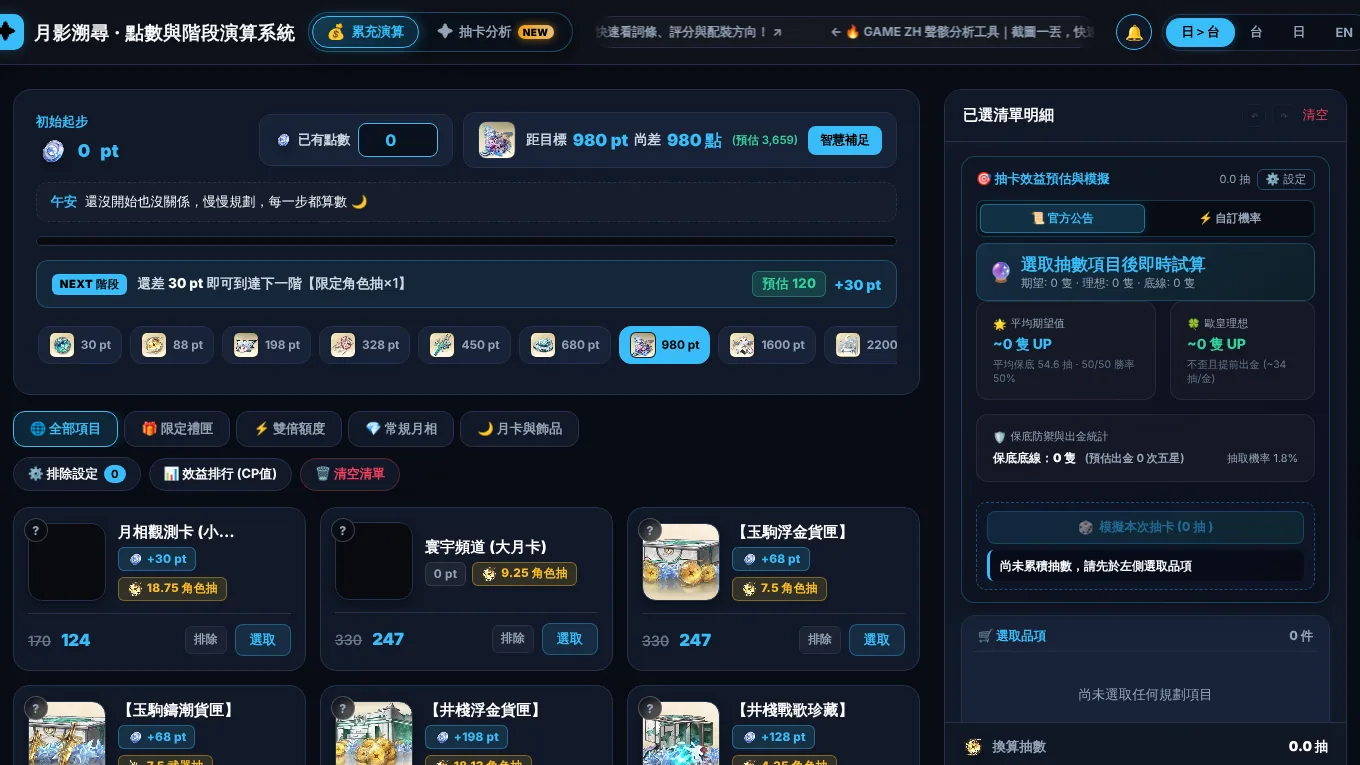 月影溯尋 · 點數與階段演算系統
💰 累充演算
抽卡分析 NEW
快速看詞條、評分與配裝方向！ ↗
← 🔥 GAME ZH 聲骸分析工具｜截圖一丟，快速
日 > 台
台
日
EN
初始起步
0 pt
已有點數 0
距目標 980 pt 尚差 980 點 (預估 3,659)
智慧補足
午安 還沒開始也沒關係，慢慢規劃，每一步都算數 🌙
NEXT 階段 還差 30 pt 即可到達下一階【限定角色抽×1】
預估 120 +30 pt
30 pt
88 pt
198 pt
328 pt
450 pt
680 pt
980 pt
1600 pt
2200
🌐 全部項目
🎁 限定禮匣
⚡ 雙倍額度
💎 常規月相
🌙 月卡與飾品
⚙️ 排除設定 0
📊 效益排行 (CP值)
🗑️ 清空清單
?
月相觀測卡 (小...
+30 pt
18.75 角色抽
170 124
排除
選取
?
寰宇頻道 (大月卡)
0 pt
9.25 角色抽
330 247
排除
選取
?
【玉駒浮金貨匣】
+68 pt
7.5 角色抽
330 247
排除
選取
?
【玉駒鑄潮貨匣】
+68 pt
7.5 武器抽
?
【井棧浮金貨匣】
+198 pt
18.13 角色抽
?
【井棧戰歌珍藏】
+128 pt
4.25 角色抽
已選清單明細
↶
↷
清空
🎯 抽卡效益預估與模擬
0.0 抽
⚙️ 設定
📜 官方公告
⚡ 自訂機率
🔮 選取抽數項目後即時試算
期望: 0 隻 · 理想: 0 隻 · 底線: 0 隻
🌟 平均期望值
~0 隻 UP
平均保底 54.6 抽 · 50/50 勝率
50%
🍀 歐皇理想
~0 隻 UP
不歪且提前出金 (~34
抽/金)
🛡️ 保底防禦與出金統計
保底底線：0 隻 (預估出金 0 次五星)
抽取機率 1.8%
🎲 模擬本次抽卡 (0 抽 )
尚未累積抽數，請先於左側選取品項
🛒 選取品項
0 件
尚未選取任何規劃項目
換算抽數
0.0 抽